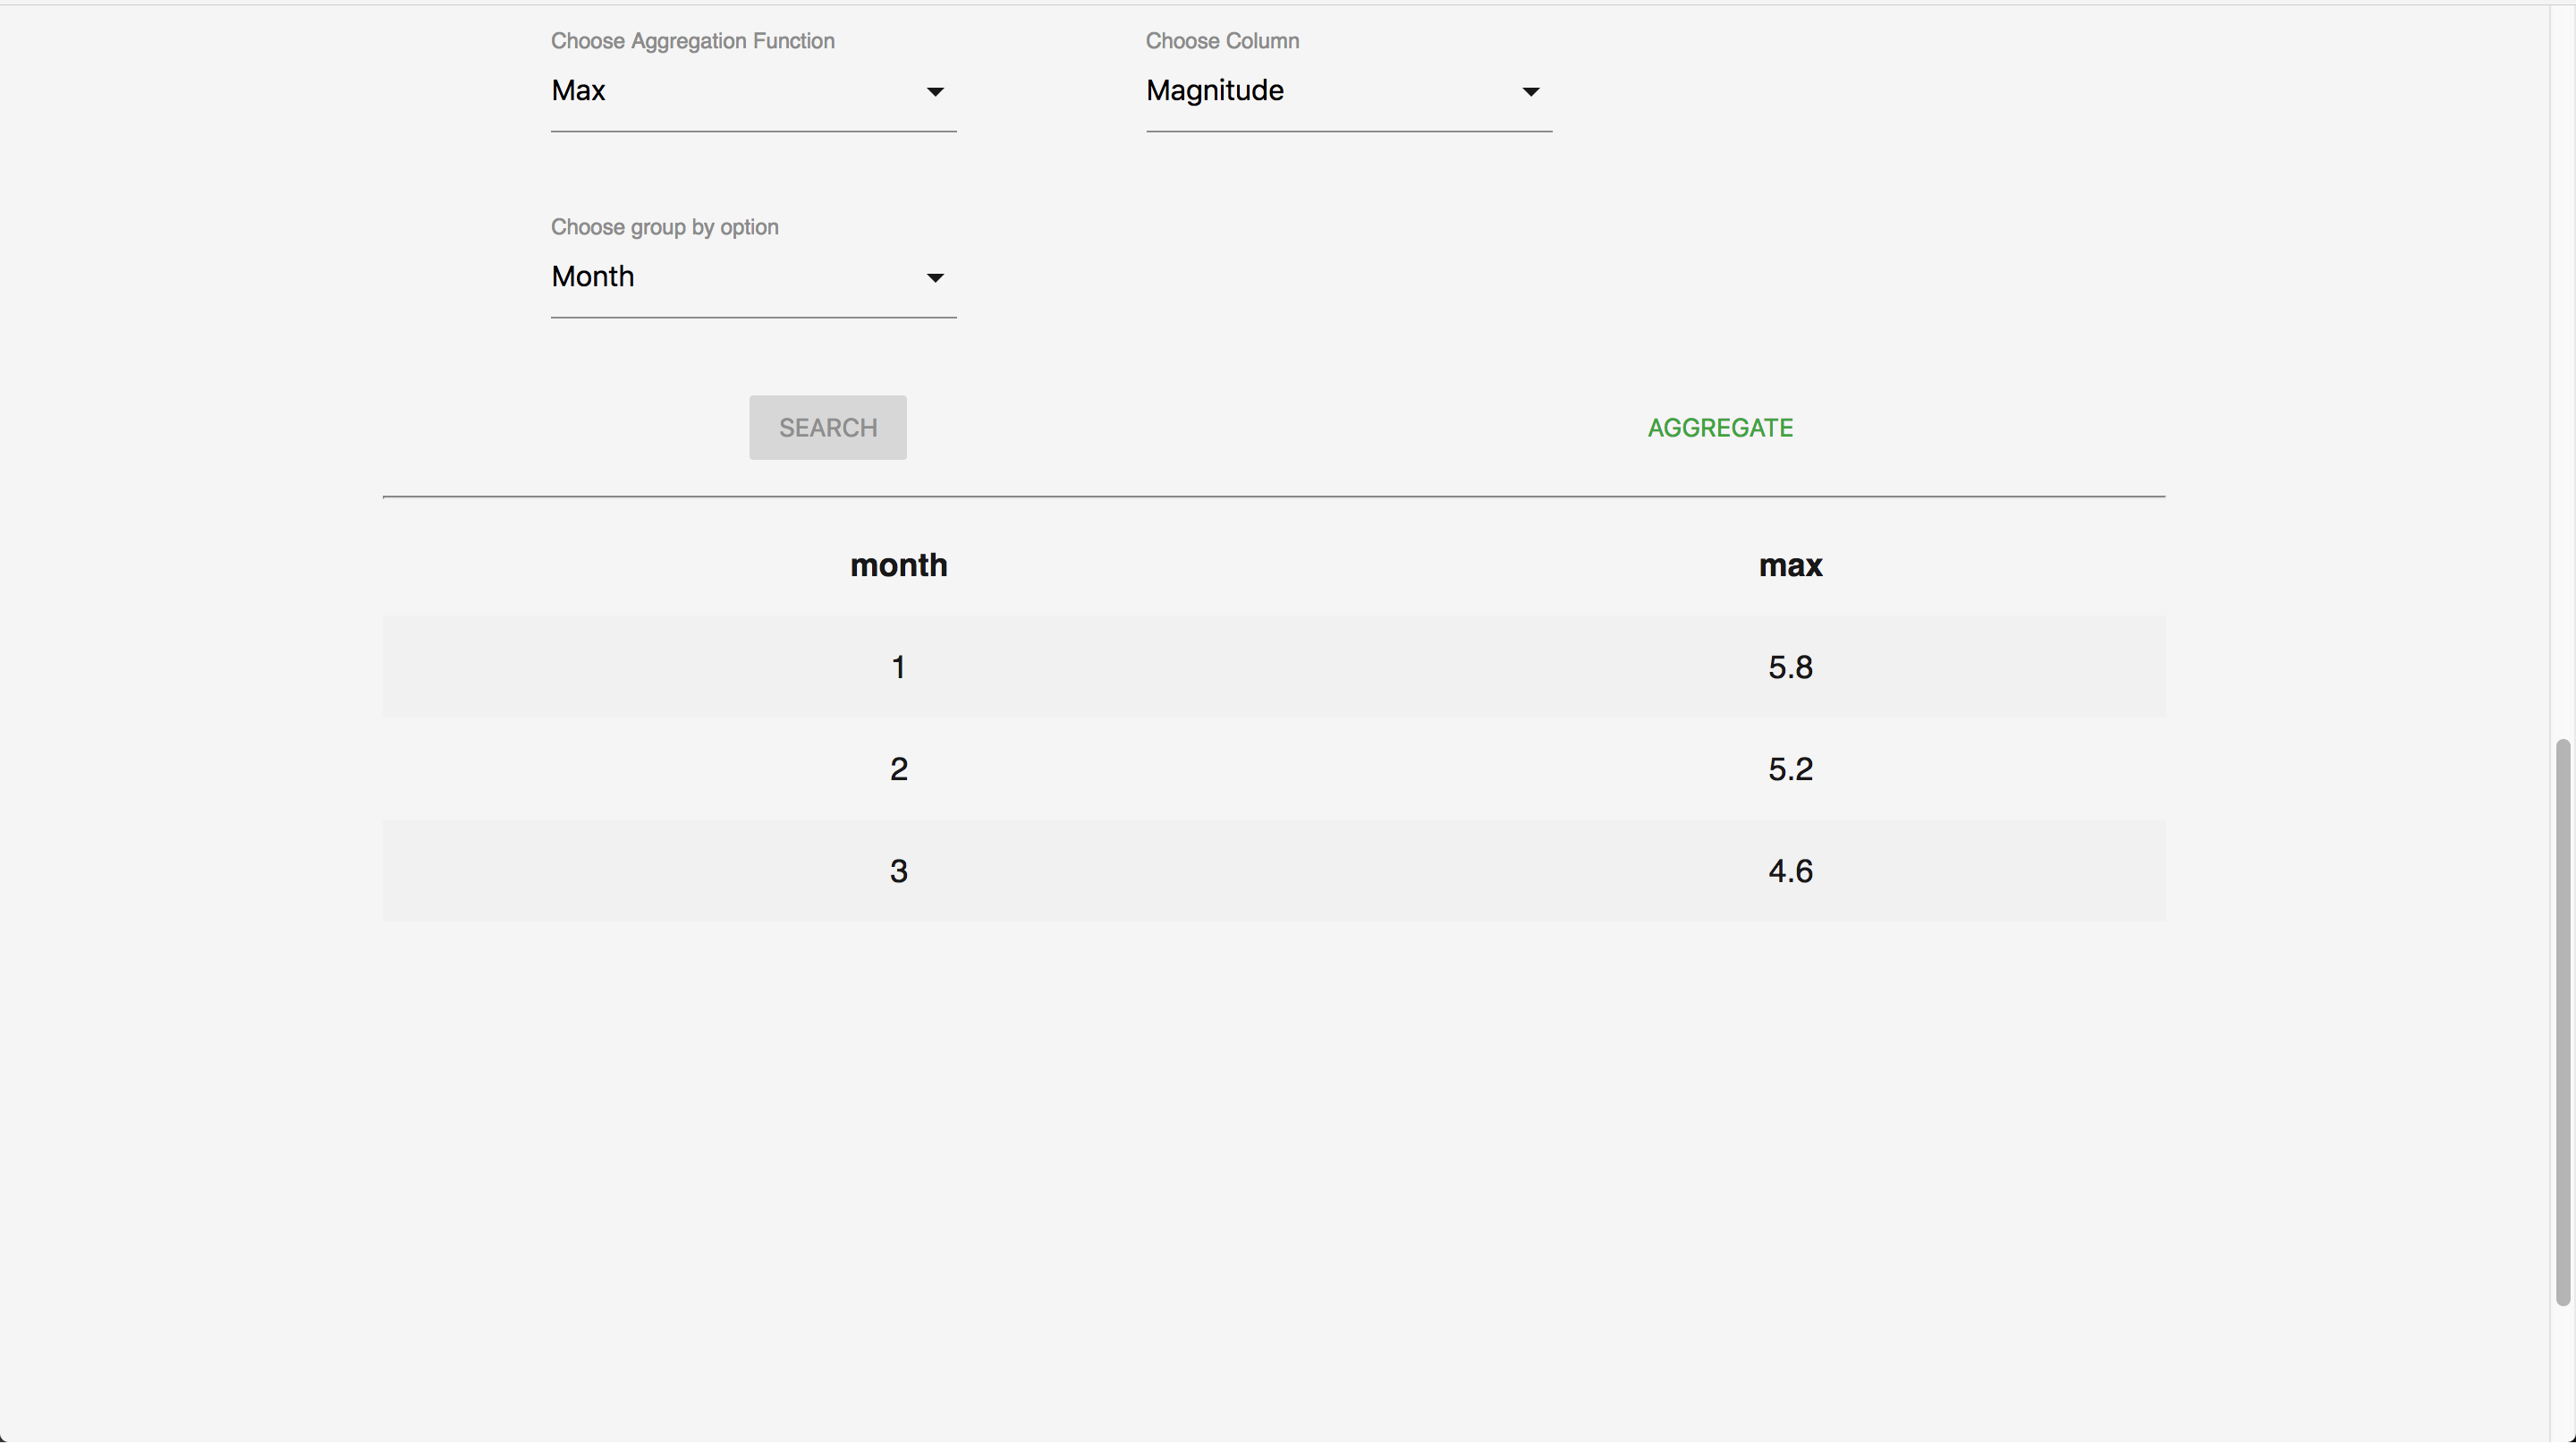 Choose Aggregation Function Choose Column
Max Magnitude
Choose group by option
Month
SEARCH AGGREGATE
month max
1 5.8
2 5.2
3 4.6